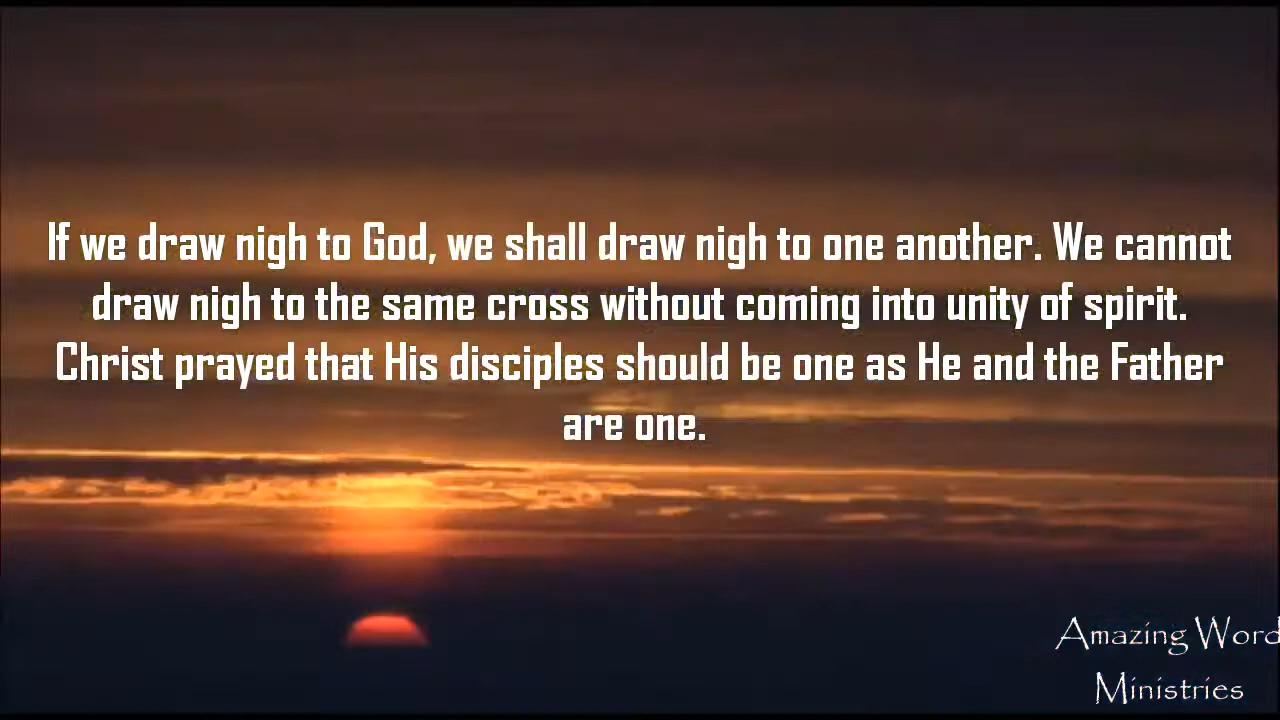 If we draw nigh to God, we shall draw nigh to one another. We cannot
draw nigh to the same cross without coming into unity of spirit.
Christ prayed that His disciples should be one as He and the Father
are one.
Amazing Word
Ministries